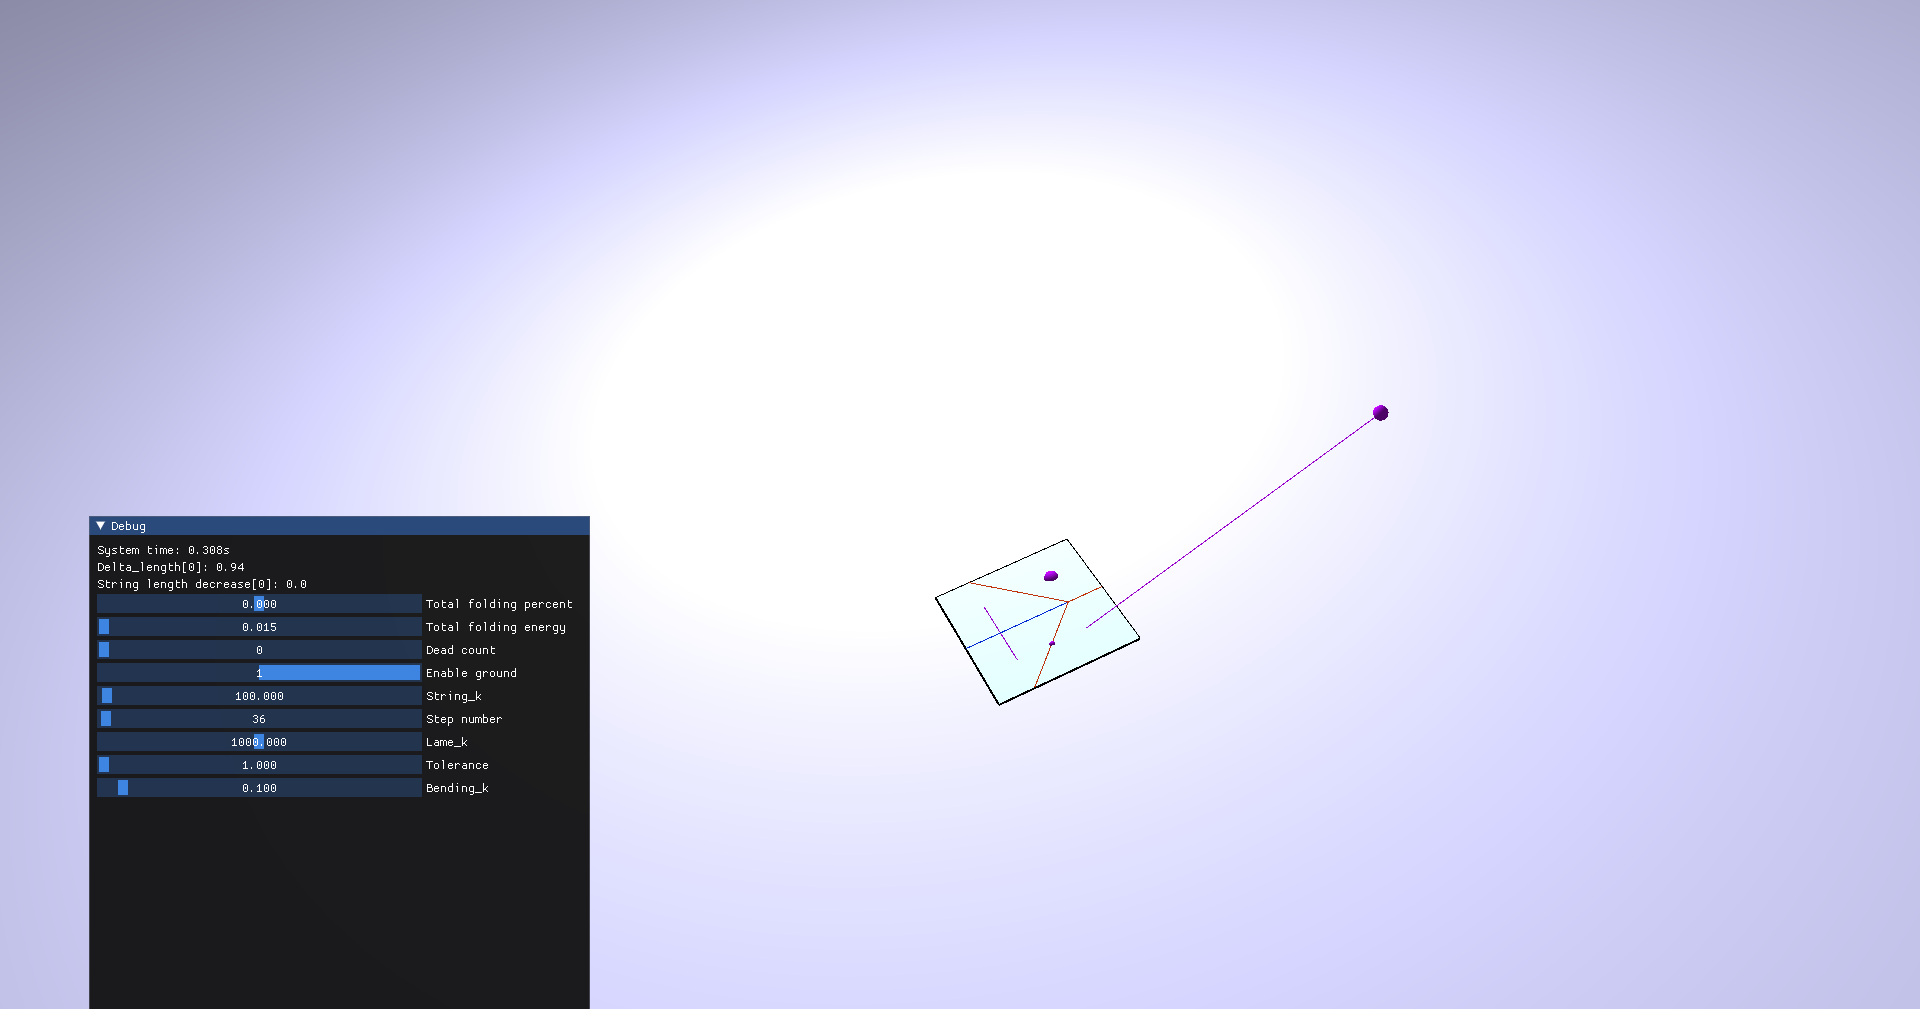 Debug
System time: 0.308s
Delta_length[0]: 0.94
String length decrease[0]: 0.0
0.000 Total folding percent
0.015 Total folding energy
0 Dead count
1 Enable ground
100.000 String_k
36 Step number
1000.000 Lame_k
1.000 Tolerance
0.100 Bending_k